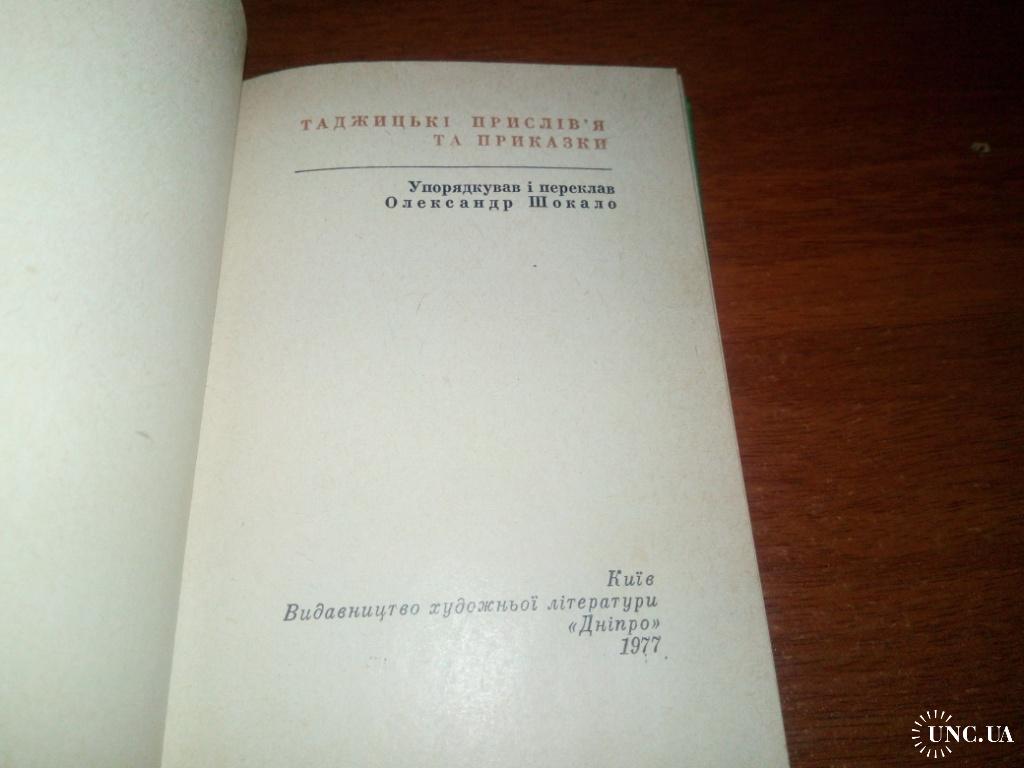 ТАДЖИЦЬКІ ПРИСЛІВ'Я
ТА ПРИКАЗКИ
Упорядкував і переклав
Олександр Шокало
Київ
Видавництво художньої літератури
«Дніпро»
1977
UNC.UA